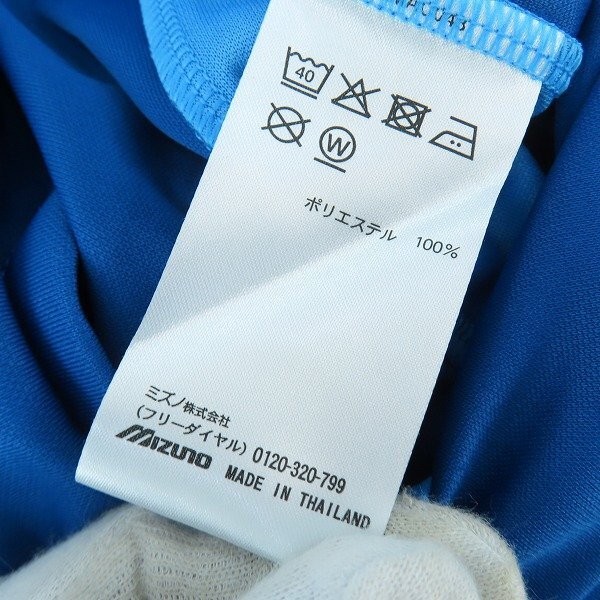 40
W
ポリエステル 100%
ミズノ株式会社
(フリーダイヤル) 0120-320-799
MIZUNO MADE IN THAILAND